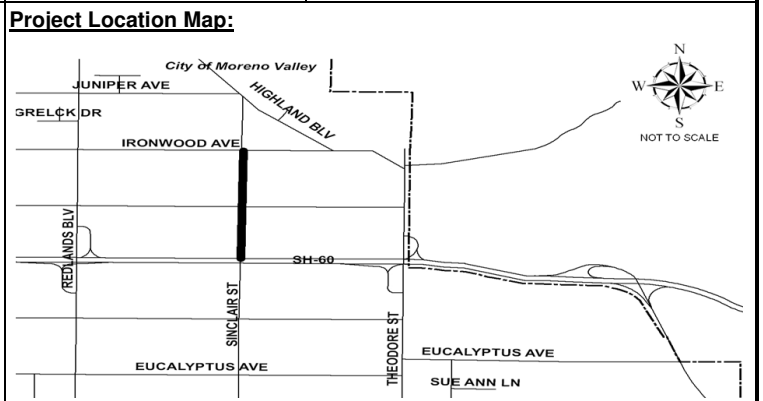 Project Location Map:
City of Moreno Valley
JUNIPER AVE
HIGHLAND BLV
GRELCK DR
IRONWOOD AVE
N
W
E
S
NOT TO SCALE
REDLANDS BLV
SH-60
SINCLAIR ST
THEODORE ST
EUCALYPTUS AVE
EUCALYPTUS AVE
SUE ANN LN